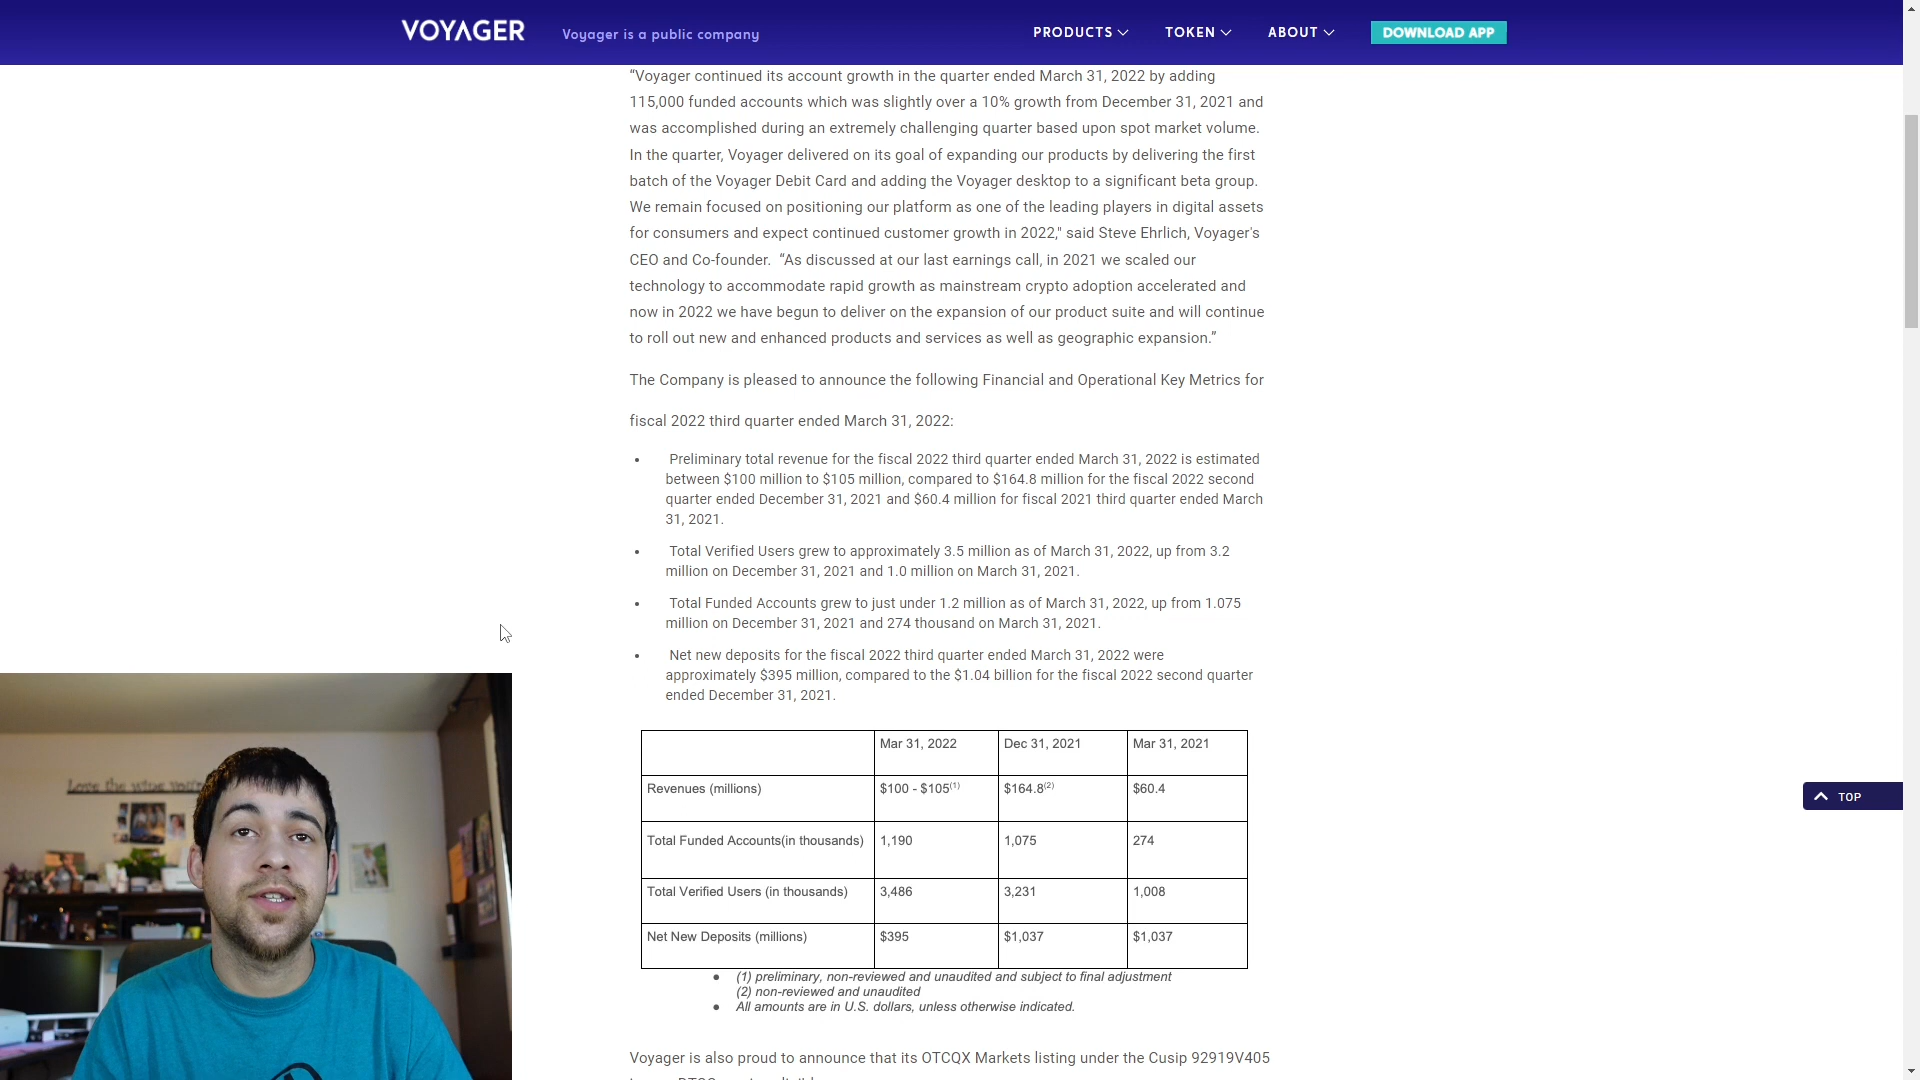 VOYAGER
Voyager is a public company
PRODUCTS
TOKEN
ABOUT
DOWNLOAD APP
“Voyager continued its account growth in the quarter ended March 31, 2022 by adding
115,000 funded accounts which was slightly over a 10% growth from December 31, 2021 and
was accomplished during an extremely challenging quarter based upon spot market volume.
In the quarter, Voyager delivered on its goal of expanding our products by delivering the first
batch of the Voyager Debit Card and adding the Voyager desktop to a significant beta group.
We remain focused on positioning our platform as one of the leading players in digital assets
for consumers and expect continued customer growth in 2022," said Steve Ehrlich, Voyager's
CEO and Co-founder. “As discussed at our last earnings call, in 2021 we scaled our
technology to accommodate rapid growth as mainstream crypto adoption accelerated and
now in 2022 we have begun to deliver on the expansion of our product suite and will continue
to roll out new and enhanced products and services as well as geographic expansion.”
The Company is pleased to announce the following Financial and Operational Key Metrics for
fiscal 2022 third quarter ended March 31, 2022:
• Preliminary total revenue for the fiscal 2022 third quarter ended March 31, 2022 is estimated
between $100 million to $105 million, compared to $164.8 million for the fiscal 2022 second
quarter ended December 31, 2021 and $60.4 million for fiscal 2021 third quarter ended March
31, 2021.
• Total Verified Users grew to approximately 3.5 million as of March 31, 2022, up from 3.2
million on December 31, 2021 and 1.0 million on March 31, 2021.
• Total Funded Accounts grew to just under 1.2 million as of March 31, 2022, up from 1.075
million on December 31, 2021 and 274 thousand on March 31, 2021.
• Net new deposits for the fiscal 2022 third quarter ended March 31, 2022 were
approximately $395 million, compared to the $1.04 billion for the fiscal 2022 second quarter
ended December 31, 2021.
Mar 31, 2022 Dec 31, 2021 Mar 31, 2021
Revenues (millions) $100 - $105(1) $164.8(2) $60.4
Total Funded Accounts(in thousands) 1,190 1,075 274
Total Verified Users (in thousands) 3,486 3,231 1,008
Net New Deposits (millions) $395 $1,037 $1,037
• (1) preliminary, non-reviewed and unaudited and subject to final adjustment
(2) non-reviewed and unaudited
• All amounts are in U.S. dollars, unless otherwise indicated.
Voyager is also proud to announce that its OTCQX Markets listing under the Cusip 92919V405
TOP
Love the wine you're